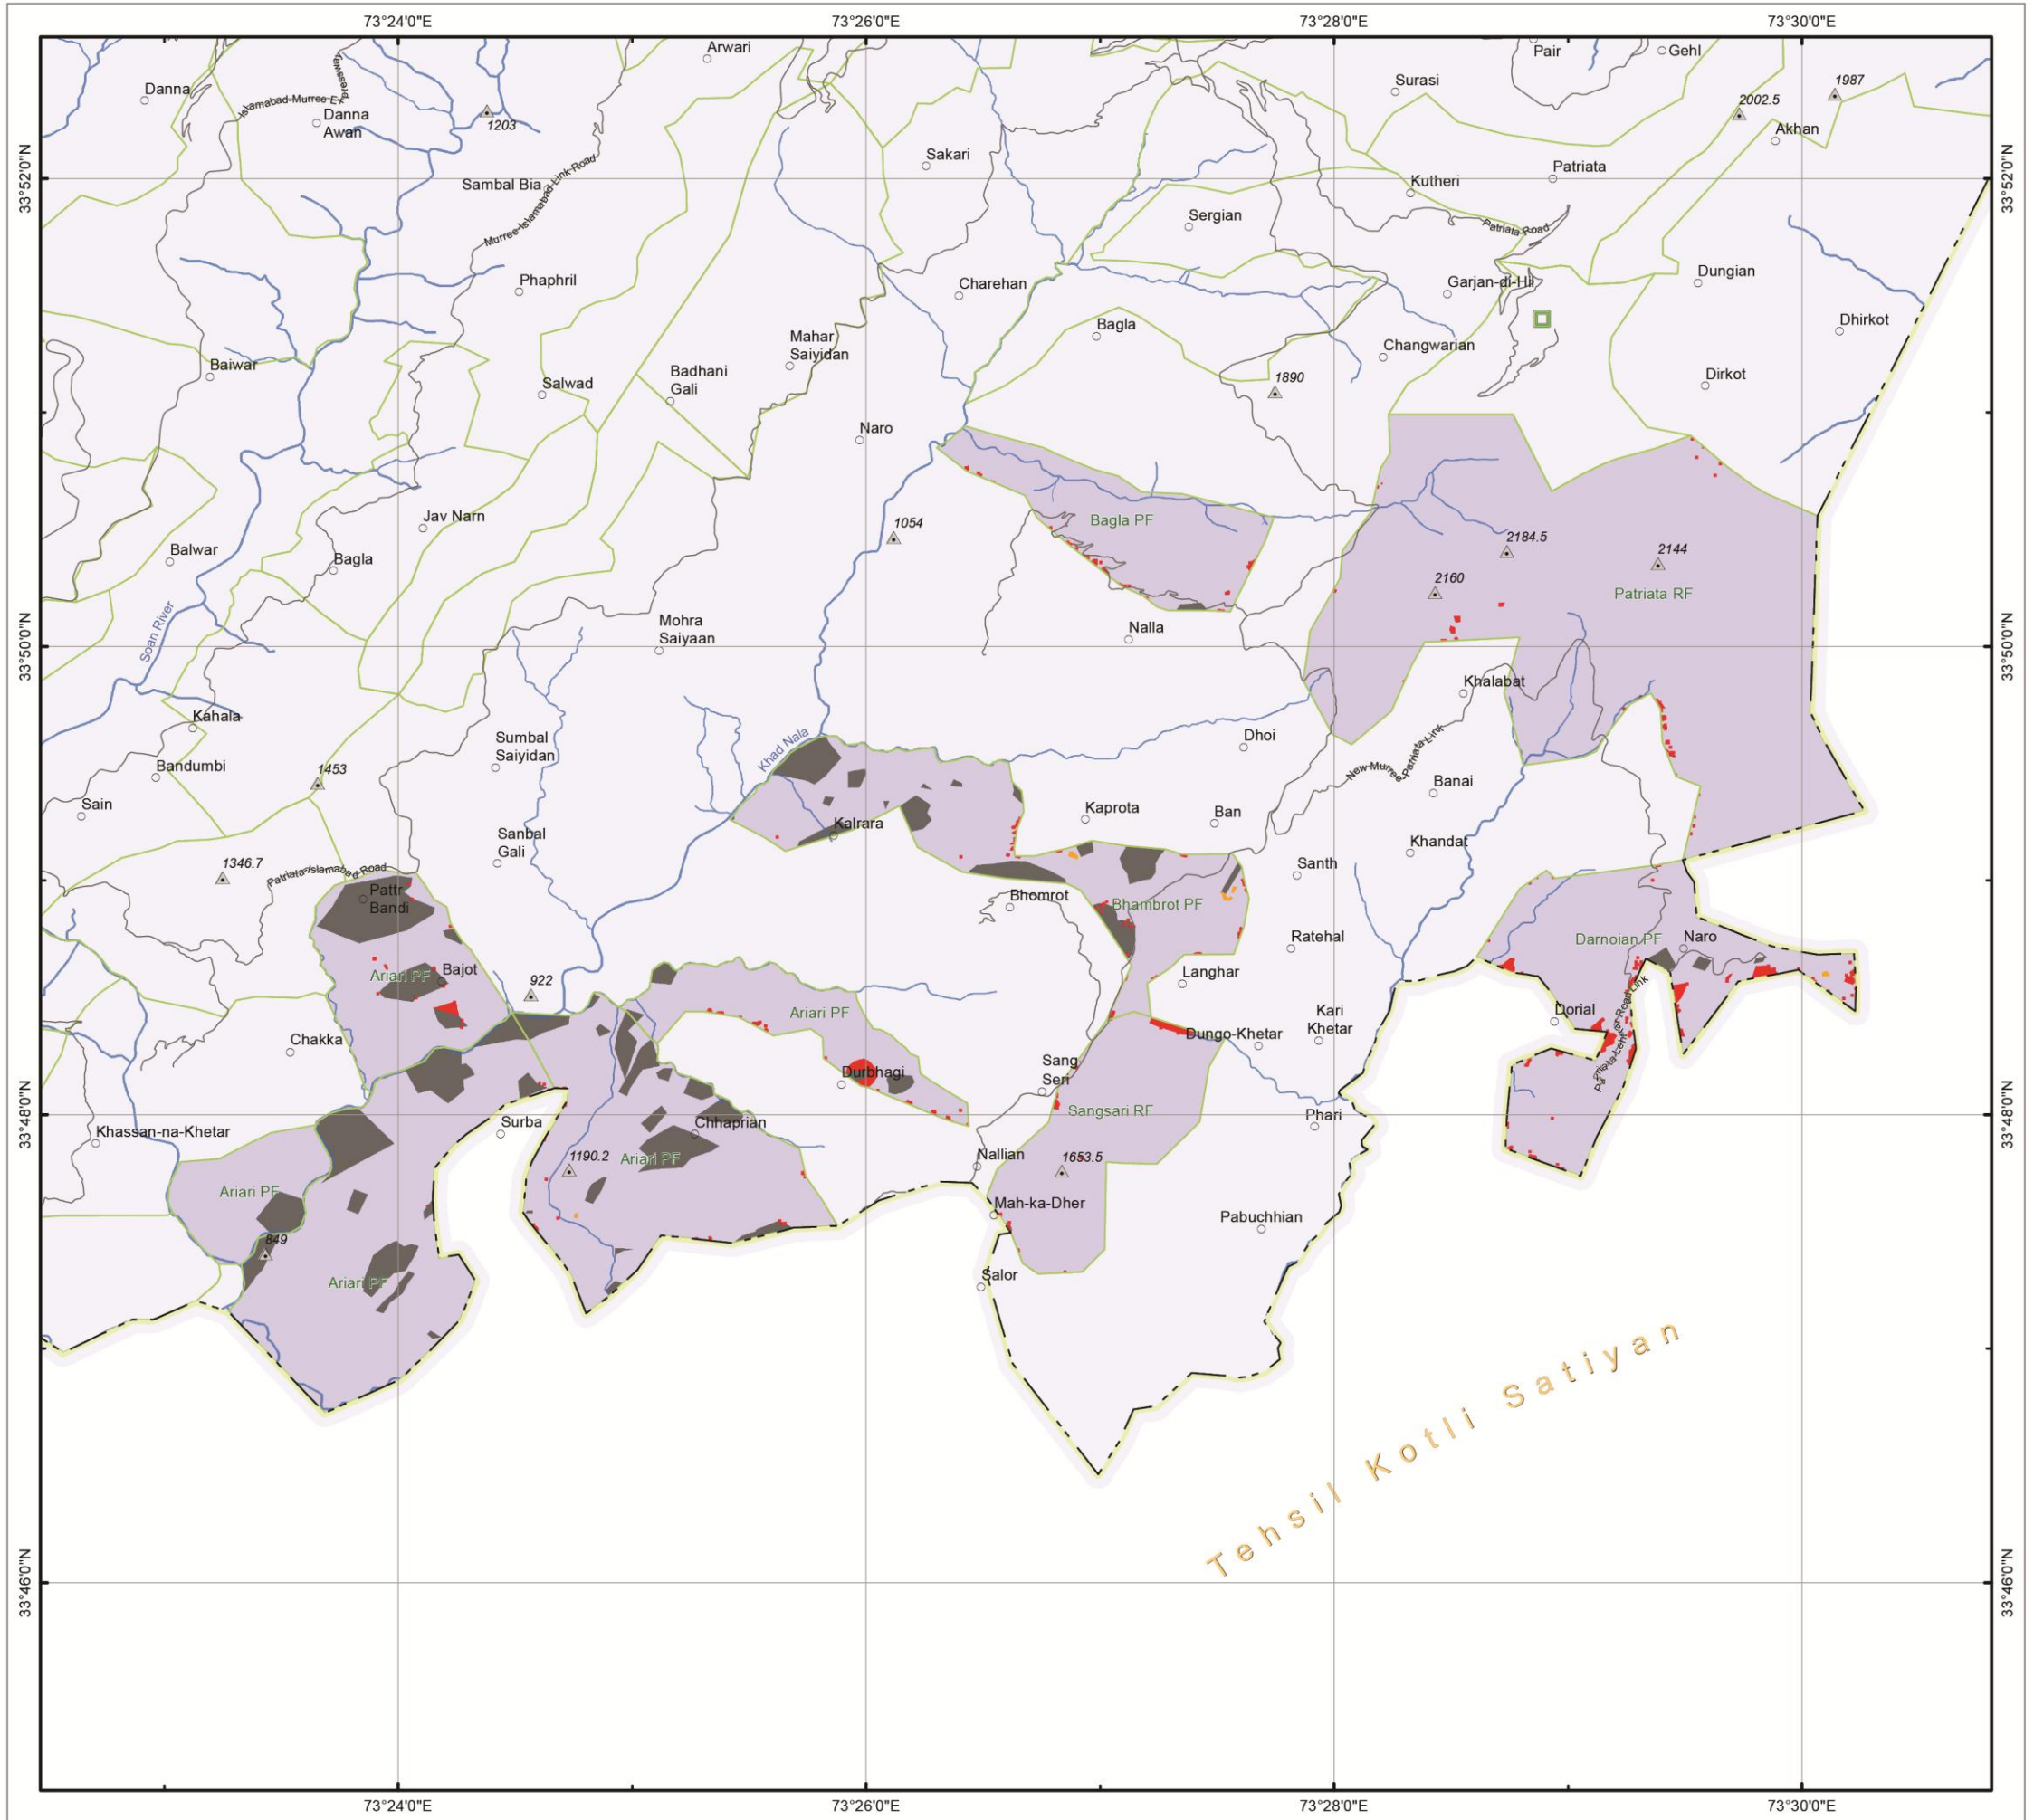 73°24'0"E
73°26'0"E
73°28'0"E
73°30'0"E
Arwari
Pair
Gehl
Danna
Surasi
1987
2002.5
Islamabad-Murree Ex
pressway
Danna
Awan
1203
Akhan
33°52'0"N
33°52'0"N
Sakari
Patriata
Sambal Bia
Murree-Islamabad-Link-Road
Kutheri
Sergian
Patriata-Road
Dungian
Phaphril
Charehan
Garjan-di-Hil
Bagla
Dhirkot
Mahar
Saiyidan
Changwarian
Baiwar
Badhani
Gali
Salwad
1890
Dirkot
Naro
Jav Narn
Bagla PF
1054
2184.5
2144
Balwar
Bagla
2160
Patriata RF
Soan River
Mohra
Saiyaan
Nalla
33°50'0"N
33°50'0"N
Khalabat
Kahala
Sumbal
Saiyidan
Khad Nala
Dhoi
New-Murree-Patriata-Link
Bandumbi
1453
Banai
Sain
Kaprota
Ban
Kalrara
Sanbal
Gali
Khandat
1346.7
Patriata-Islamabad-Road
Santh
Pattr
Bandi
Bhomrot
Bhambrot PF
Ratehal
Darnoian PF
Naro
Ariari PF
Bajot
Langhar
922
Ariari PF
Kari
Khetar
Dorial
Chakka
Dungo-Khetar
Sang
Seri
Durbhagi
33°48'0"N
33°48'0"N
Sangsari RF
Phari
Khassan-na-Khetar
Surba
Chhaprian
1190.2
Ariari PF
Nallian
1653.5
Ariari PF
Mah-ka-Dher
Pabuchhian
849
Ariari PF
Salor
Tehsil Kotli Satiyan
33°46'0"N
33°46'0"N
73°24'0"E
73°26'0"E
73°28'0"E
73°30'0"E